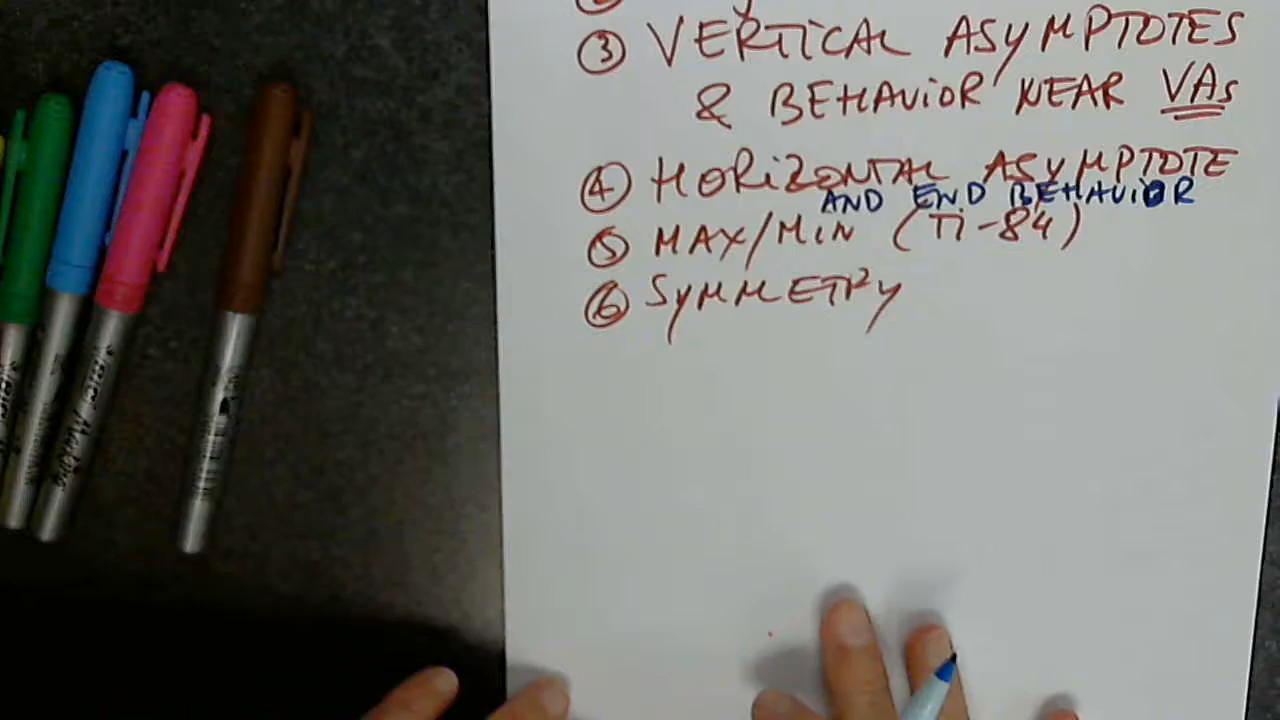 ③ VERTICAL ASYMPTOTES
& BEHAVIOR NEAR VAs
④ HORIZONTAL ASYMPTOTE
AND END BEHAVIOR
⑤ MAX/MIN (Ti-84)
⑥ SYMMETRY